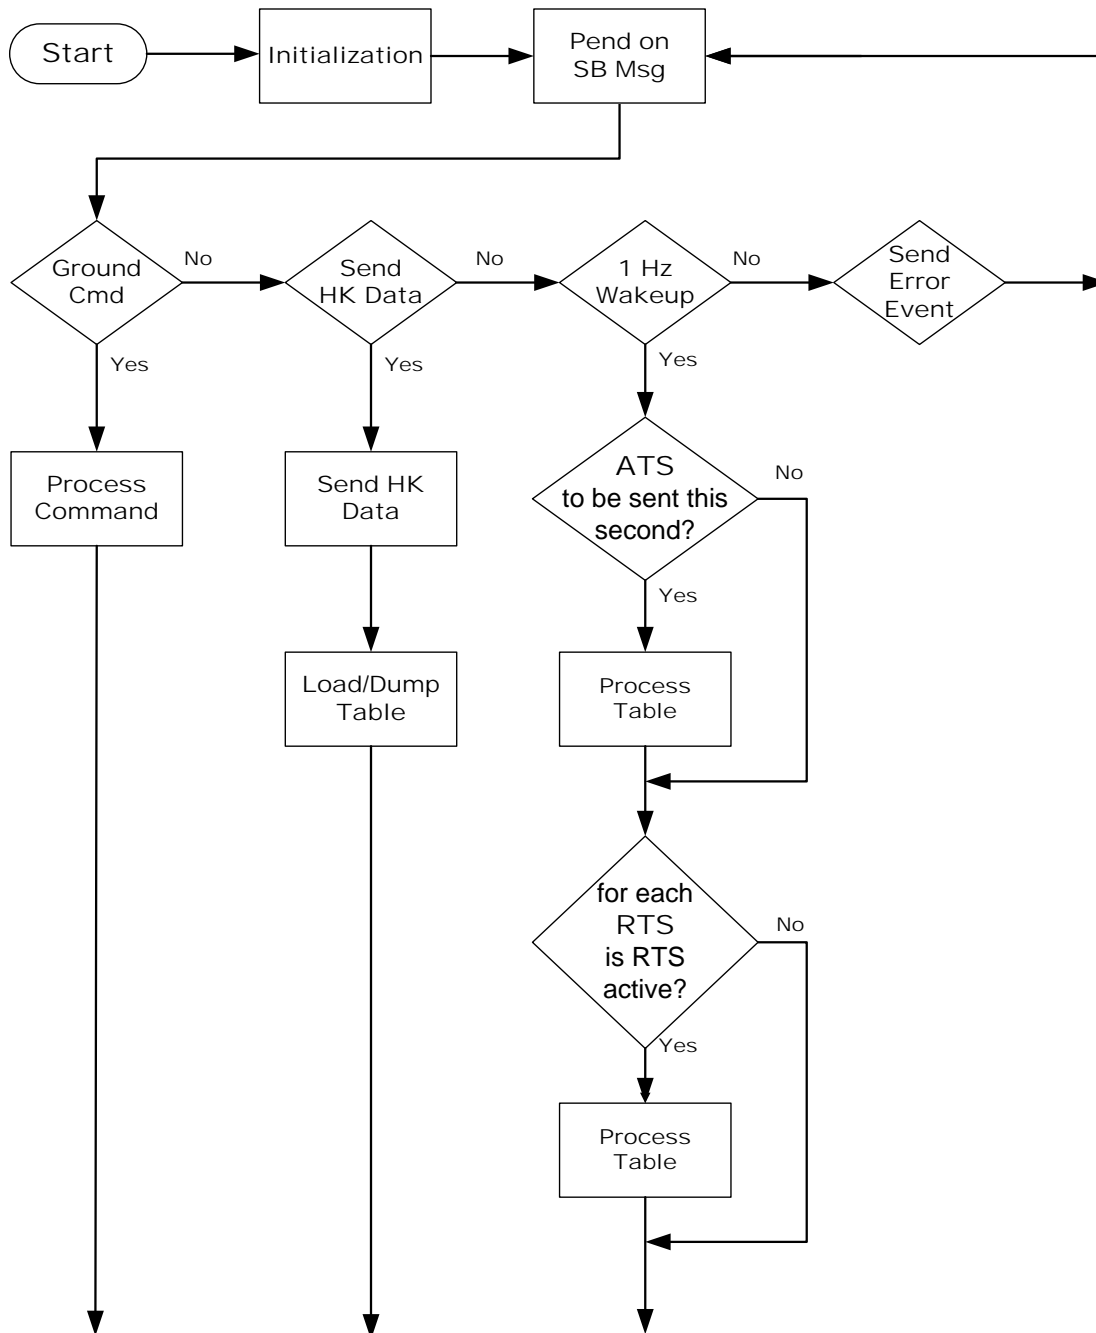 Start
Initialization
Pend on
SB Msg
Ground
Cmd
No
Send
HK Data
No
1 Hz
Wakeup
No
Send
Error
Event
Yes
Yes
Yes
Process
Command
Send HK
Data
ATS
to be sent this
second?
No
Yes
Load/Dump
Table
Process
Table
for each
RTS
is RTS
active?
No
Yes
Process
Table